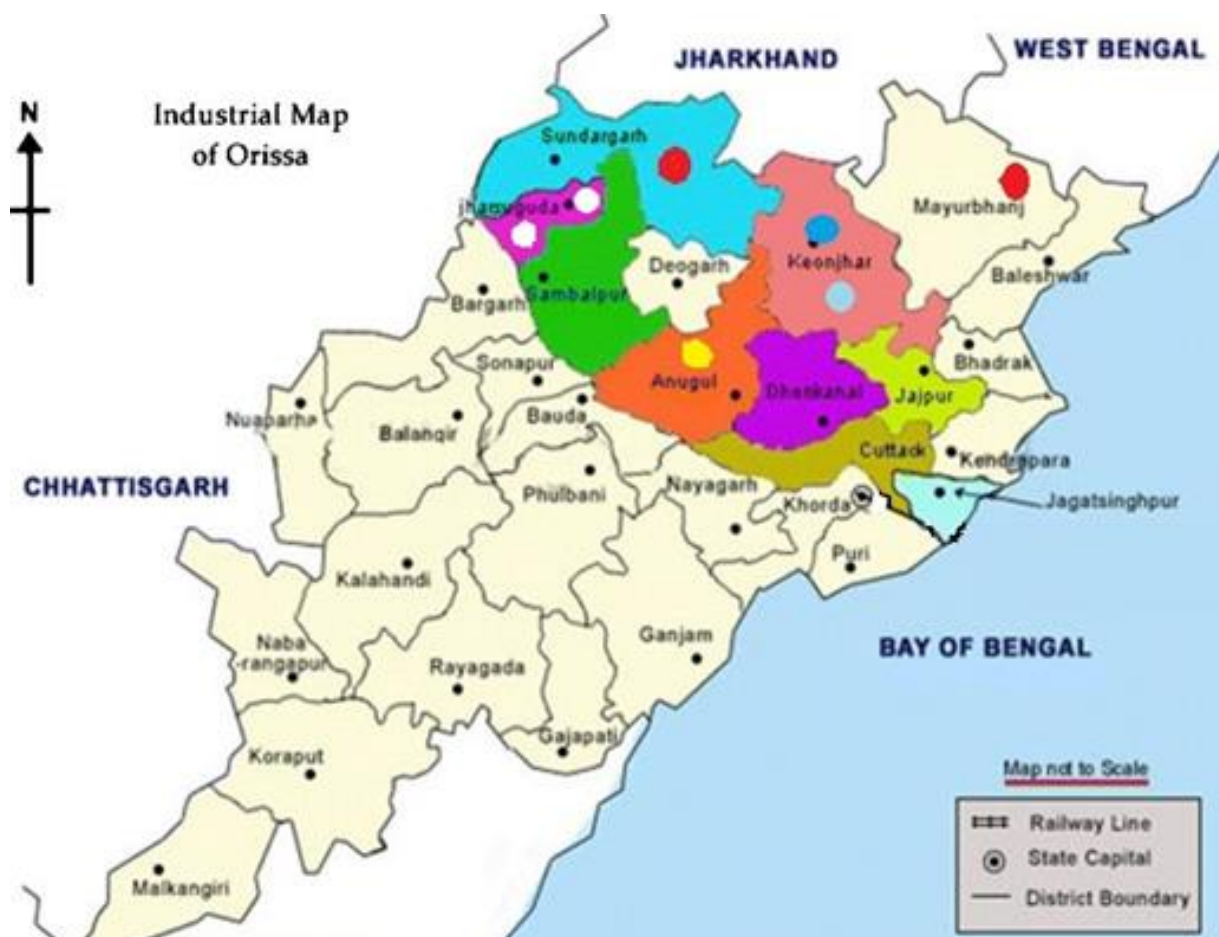 JHARKHAND
WEST BENGAL
N
Industrial Map
of Orissa
Sundargarh
jharuguda
Mayurbhanj
Keonjhar
Deogarh
Baleshwar
Sambalpur
Bargarh
Bhadrak
Sonapur
Anugul
Dhenkanal
Jajpur
Nuaparha
Bauda
Balangir
Cuttack
Kendrapara
CHHATTISGARH
Phulbani
Nayagarh
Khorda
Jagatsinghpur
Puri
Kalahandi
Ganjam
BAY OF BENGAL
Naba
-rangapur
Rayagada
Gajapati
Koraput
Map not to Scale
Railway Line
State Capital
District Boundary
Malkangiri